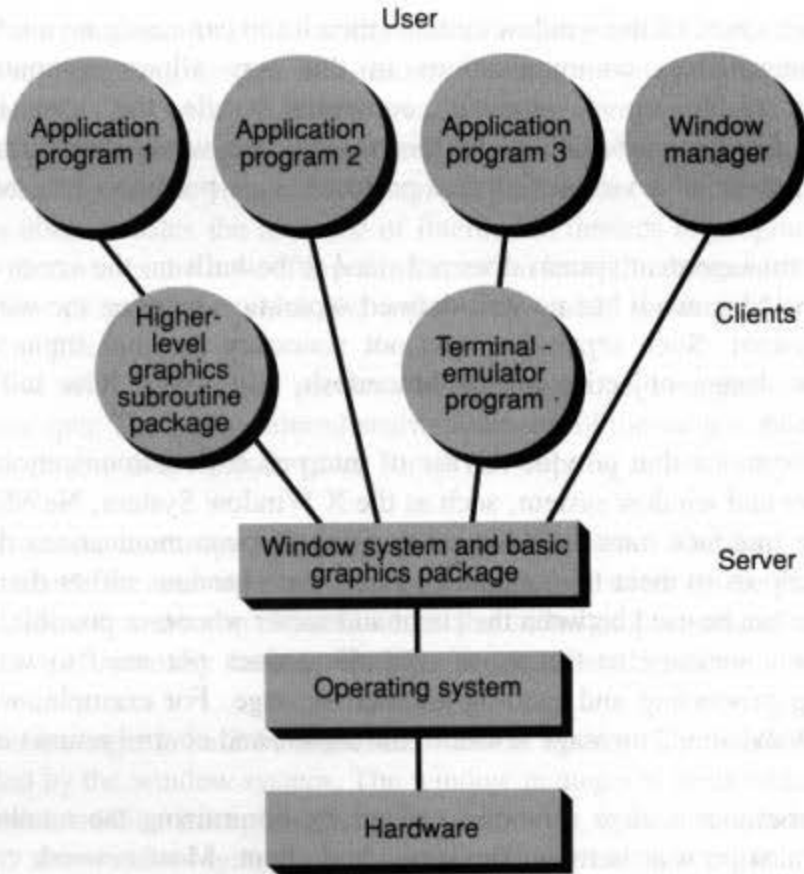 User
Application
program 1
Application
program 2
Application
program 3
Window
manager
Higher-
level
graphics
subroutine
package
Terminal -
emulator
program
Clients
Window system and basic
graphics package
Server
Operating system
Hardware